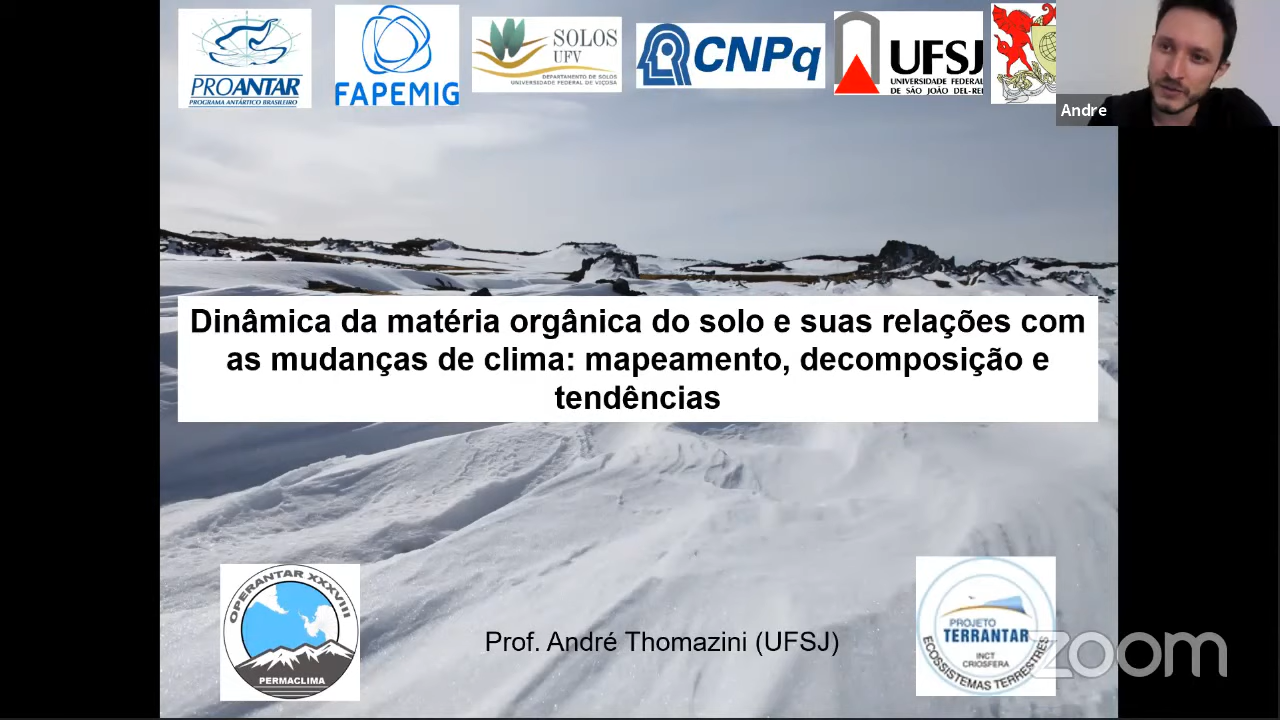 PROANTAR
PROGRAMA ANTÁRTICO BRASILEIRO
FAPEMIG
SOLOS
UFV
DEPARTAMENTO DE SOLOS
UNIVERSIDADE FEDERAL DE VIÇOSA
CNPq
UFSJ
UNIVERSIDADE FEDERAL
DE SÃO JOÃO DEL-REI
Andre
Dinâmica da matéria orgânica do solo e suas relações com
as mudanças de clima: mapeamento, decomposição e
tendências
OPERANTAR XXXVIII
PERMACLIMA
Prof. André Thomazini (UFSJ)
PROJETO
TERRANTAR
INCT
CRIOSFERA
ECOSSISTEMAS TERRESTRES
zoom